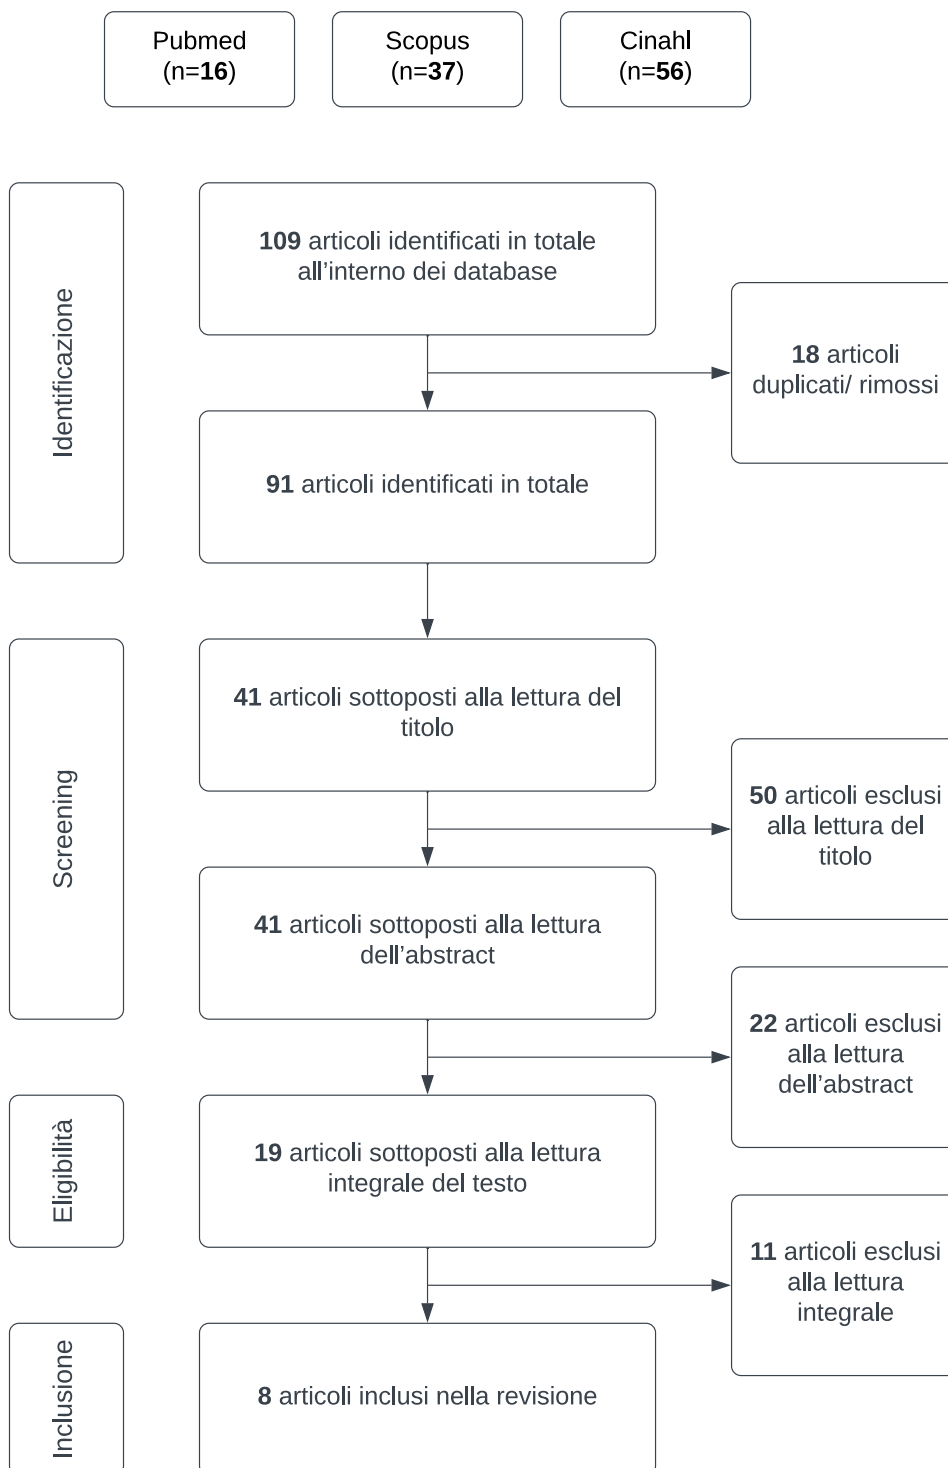 Pubmed
(n=16)
Scopus
(n=37)
Cinahl
(n=56)
Identificazione
109 articoli identificati in totale
all'interno dei database
18 articoli
duplicati/ rimossi
91 articoli identificati in totale
Screening
41 articoli sottoposti alla lettura del
titolo
50 articoli esclusi
alla lettura del
titolo
41 articoli sottoposti alla lettura
dell'abstract
22 articoli esclusi
alla lettura
dell'abstract
Eligibilità
19 articoli sottoposti alla lettura
integrale del testo
11 articoli esclusi
alla lettura
integrale
Inclusione
8 articoli inclusi nella revisione